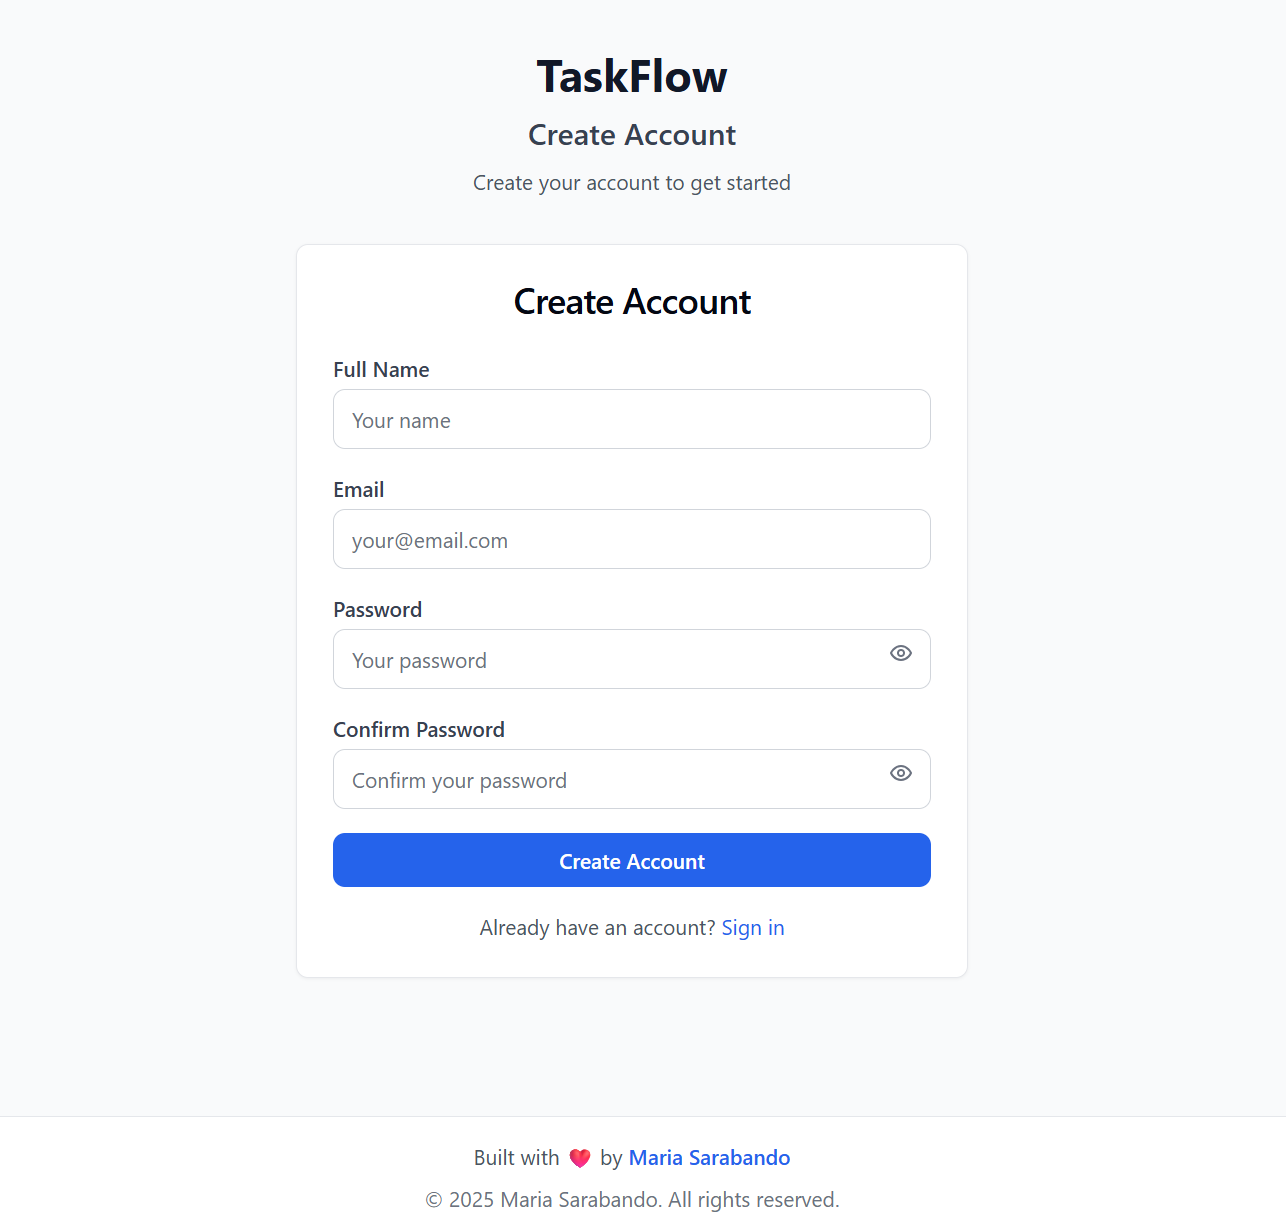 TaskFlow
Create Account
Create your account to get started
Create Account
Full Name
Your name
Email
your@email.com
Password
Your password
Confirm Password
Confirm your password
Create Account
Already have an account? Sign in
Built with ❤️ by Maria Sarabando
© 2025 Maria Sarabando. All rights reserved.